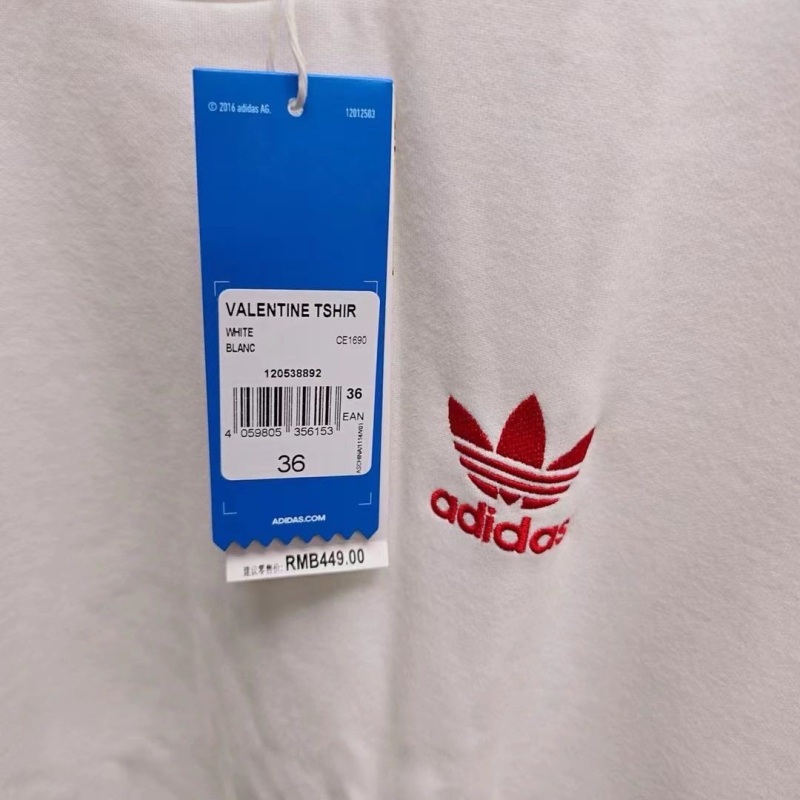 © 2016 adidas AG.
12012503
VALENTINE TSHIR
WHITE
BLANC
CE1690
120538892
36
EAN
4 059805 356153
36
ADIDAS.COM
建议零售价: RMB449.00
adidas